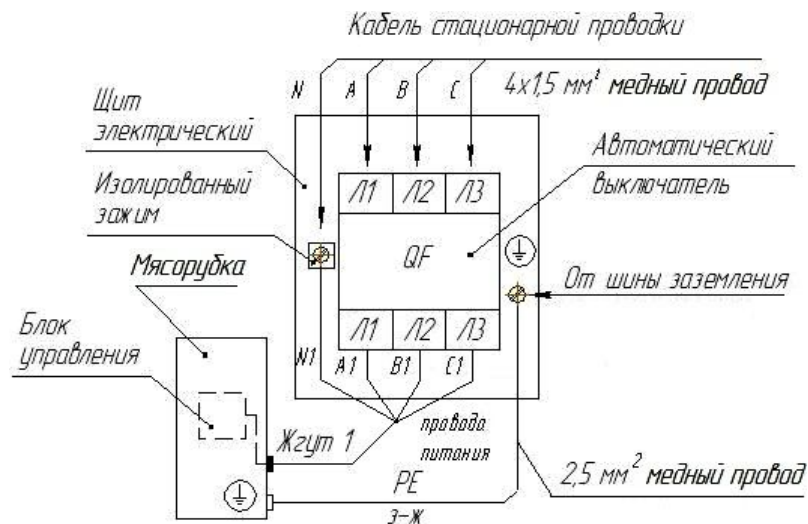 Кабель стационарной проводки
N A B C 4х1,5 мм² медный провод
Щит
электрический
Автоматический
выключатель
Изолированный
зажим
Л1 Л2 Л3
QF
Мясорубка
От шины заземления
Блок
управления
Л1 Л2 Л3
N1 A1 B1 C1
провода
питания
Жгут 1
2,5 мм² медный провод
PE
з-ж